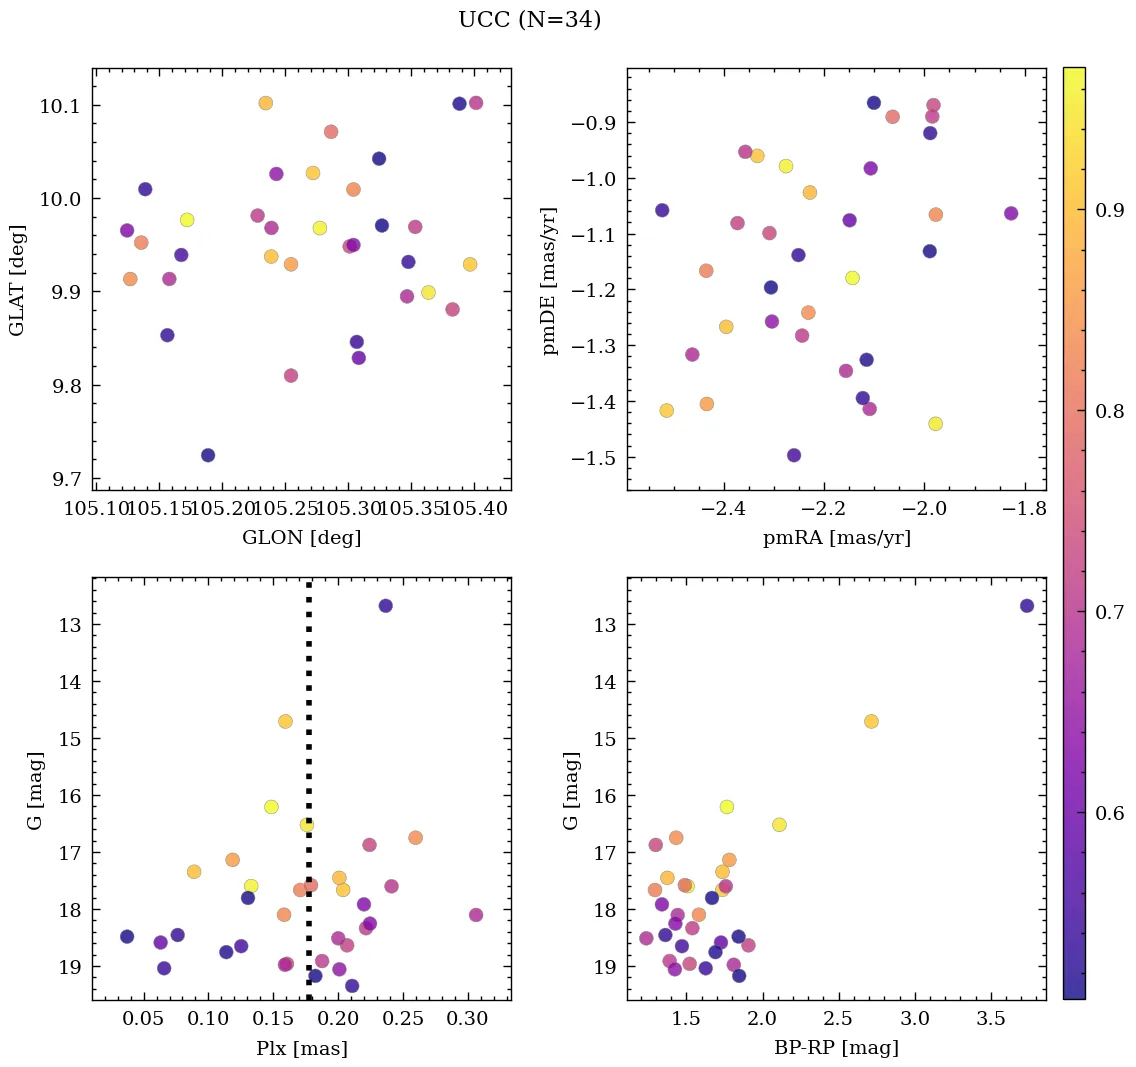 UCC (N=34)
10.1
10.0
9.9
9.8
9.7
GLAT [deg]
105.10 105.15 105.20 105.25 105.30 105.35 105.40
GLON [deg]
−0.9
−1.0
−1.1
−1.2
−1.3
−1.4
−1.5
pmDE [mas/yr]
−2.4 −2.2 −2.0 −1.8
pmRA [mas/yr]
13
14
15
16
17
18
19
G [mag]
0.05 0.10 0.15 0.20 0.25 0.30
Plx [mas]
13
14
15
16
17
18
19
G [mag]
1.5 2.0 2.5 3.0 3.5
BP-RP [mag]
0.9
0.8
0.7
0.6